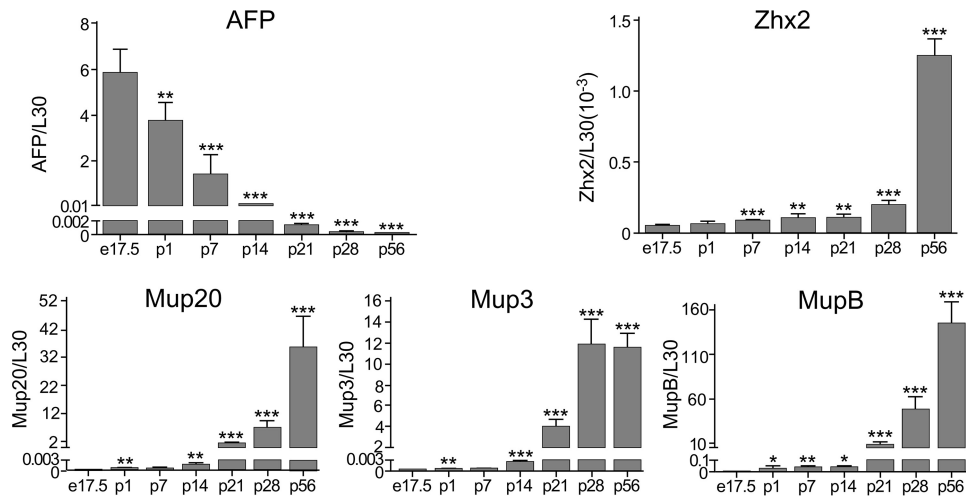 AFP
AFP/L30
8
6
4
2
0.01
0.002
0
** *** *** *** *** ***
e17.5 p1 p7 p14 p21 p28 p56
Zhx2
Zhx2/L30(10-3)
1.5
1.0
0.5
0
*** ** ** *** ***
e17.5 p1 p7 p14 p21 p28 p56
Mup20
Mup20/L30
52
42
32
22
12
2
0.003
0
** ** *** *** ***
e17.5 p1 p7 p14 p21 p28 p56
Mup3
Mup3/L30
16
14
12
10
8
6
4
2
0.003
0
** *** *** *** ***
e17.5 p1 p7 p14 p21 p28 p56
MupB
MupB/L30
160
110
60
10
0.1
0
* ** * *** *** ***
e17.5 p1 p7 p14 p21 p28 p56